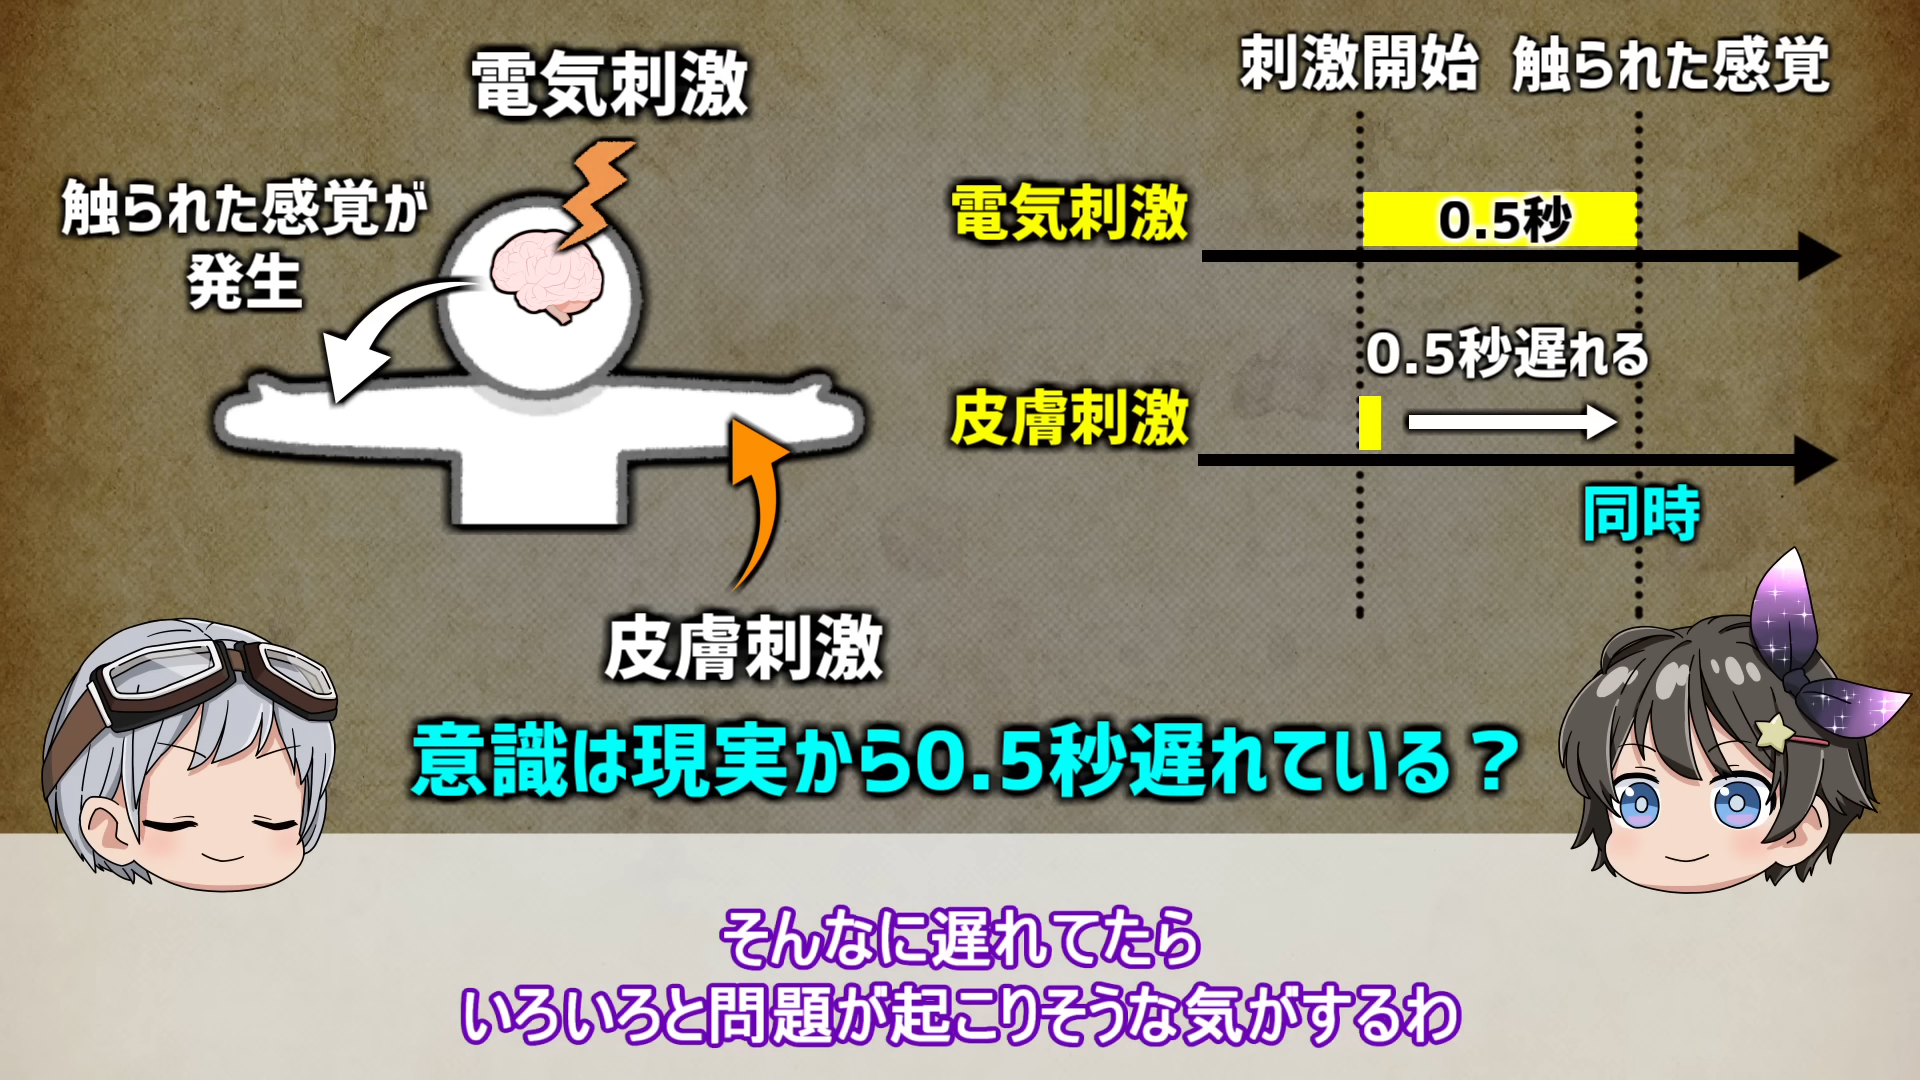 電気刺激
触られた感覚が
発生
皮膚刺激
刺激開始 触られた感覚
電気刺激
0.5秒
0.5秒遅れる
皮膚刺激
同時
意識は現実から0.5秒遅れている？
そんなに遅れてたら
いろいろと問題が起こりそうな気がするわ